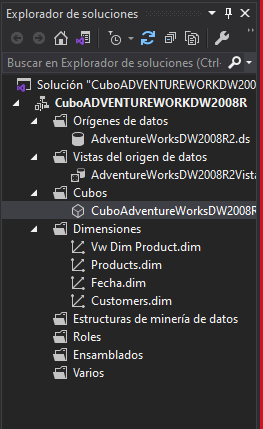 Explorador de soluciones
Buscar en Explorador de soluciones (Ctrl+
Solución "CuboADVENTUREWORKDW200
CuboADVENTUREWORKDW2008R
Orígenes de datos
AdventureWorksDW2008R2.ds
Vistas del origen de datos
AdventureWorksDW2008R2Vista
Cubos
CuboAdventureWorksDW2008R
Dimensiones
Vw Dim Product.dim
Products.dim
Fecha.dim
Customers.dim
Estructuras de minería de datos
Roles
Ensamblados
Varios